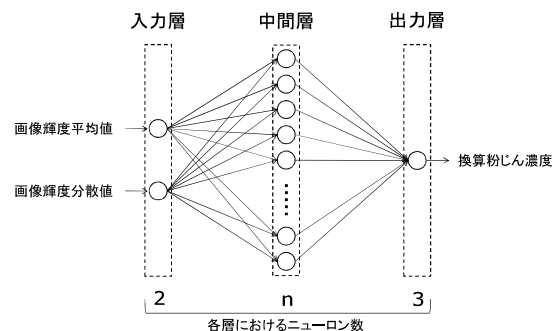 入力層 中間層 出力層
画像輝度平均値
換算粉じん濃度
画像輝度分散値
2 n 3
各層におけるニューロン数